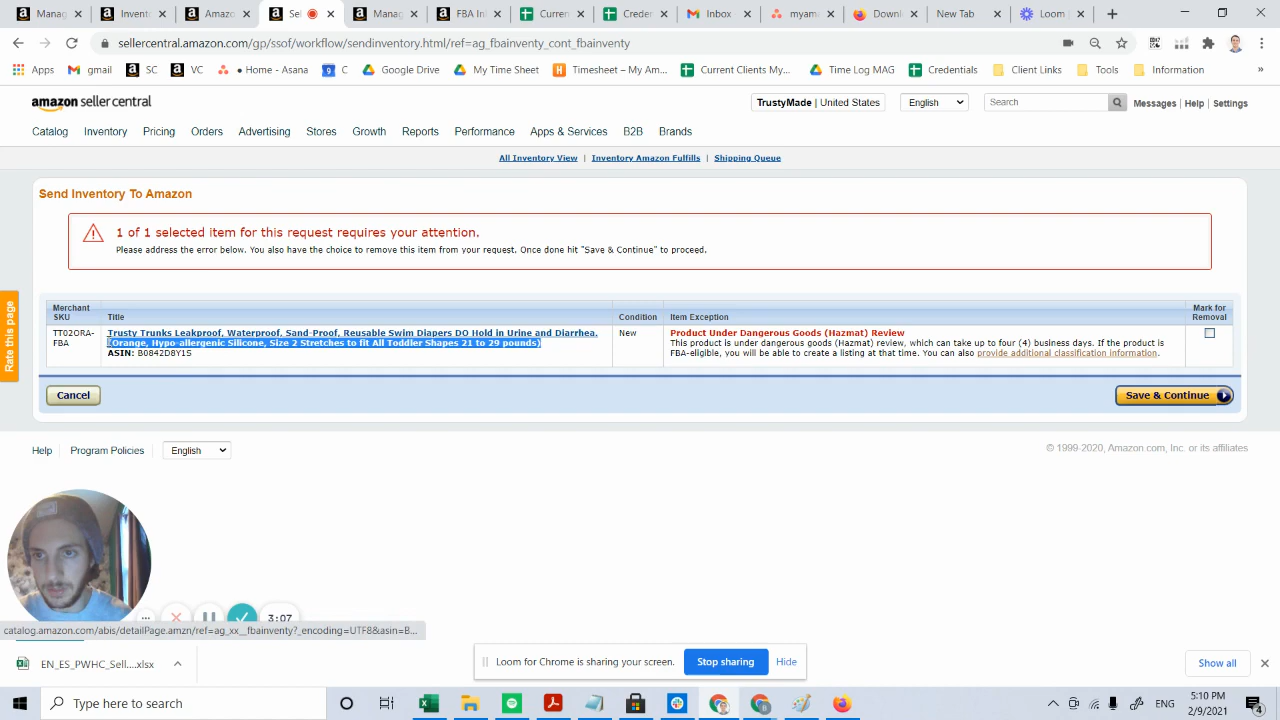 Manag
Invent
Amazo
Sel
Manag
FBA In
Curren
Creder
Inbox
myame
Downl
New Tab
Loom
sellercentral.amazon.com/gp/ssof/workflow/sendinventory.html/ref=ag_fbainventy_cont_fbainventy
Apps
gmail
SC
VC
• Home - Asana
9 C
Google Drive
My Time Sheet
Timesheet – My Am...
Current Clients My...
Time Log MAG
Credentials
Client Links
Tools
Information
amazon seller central
TrustyMade | United States
English
Search
Messages | Help | Settings
Catalog Inventory Pricing Orders Advertising Stores Growth Reports Performance Apps & Services B2B Brands
All Inventory View | Inventory Amazon Fulfills | Shipping Queue
Send Inventory To Amazon
1 of 1 selected item for this request requires your attention.
Please address the error below. You also have the choice to remove this item from your request. Once done hit "Save & Continue" to proceed.
Rate this page
Merchant SKU
Title
Condition
Item Exception
Mark for Removal
TT02ORA-FBA
Trusty Trunks Leakproof, Waterproof, Sand-Proof, Reusable Swim Diapers DO Hold in Urine and Diarrhea.
(Orange, Hypo-allergenic Silicone, Size 2 Stretches to fit All Toddler Shapes 21 to 29 pounds)
ASIN: B0842D8Y1S
New
Product Under Dangerous Goods (Hazmat) Review
This product is under dangerous goods (Hazmat) review, which can take up to four (4) business days. If the product is
FBA-eligible, you will be able to create a listing at that time. You can also provide additional classification information.
Cancel
Save & Continue
Help
Program Policies
English
© 1999-2020, Amazon.com, Inc. or its affiliates
3:07
catalog.amazon.com/abis/detailPage.amzn/ref=ag_xx__fbainventy?_encoding=UTF8&asin=B...
EN_ES_PWHC_Sell....xlsx
Loom for Chrome is sharing your screen.
Stop sharing
Hide
Show all
Type here to search
ENG
5:10 PM
2/9/2021
4